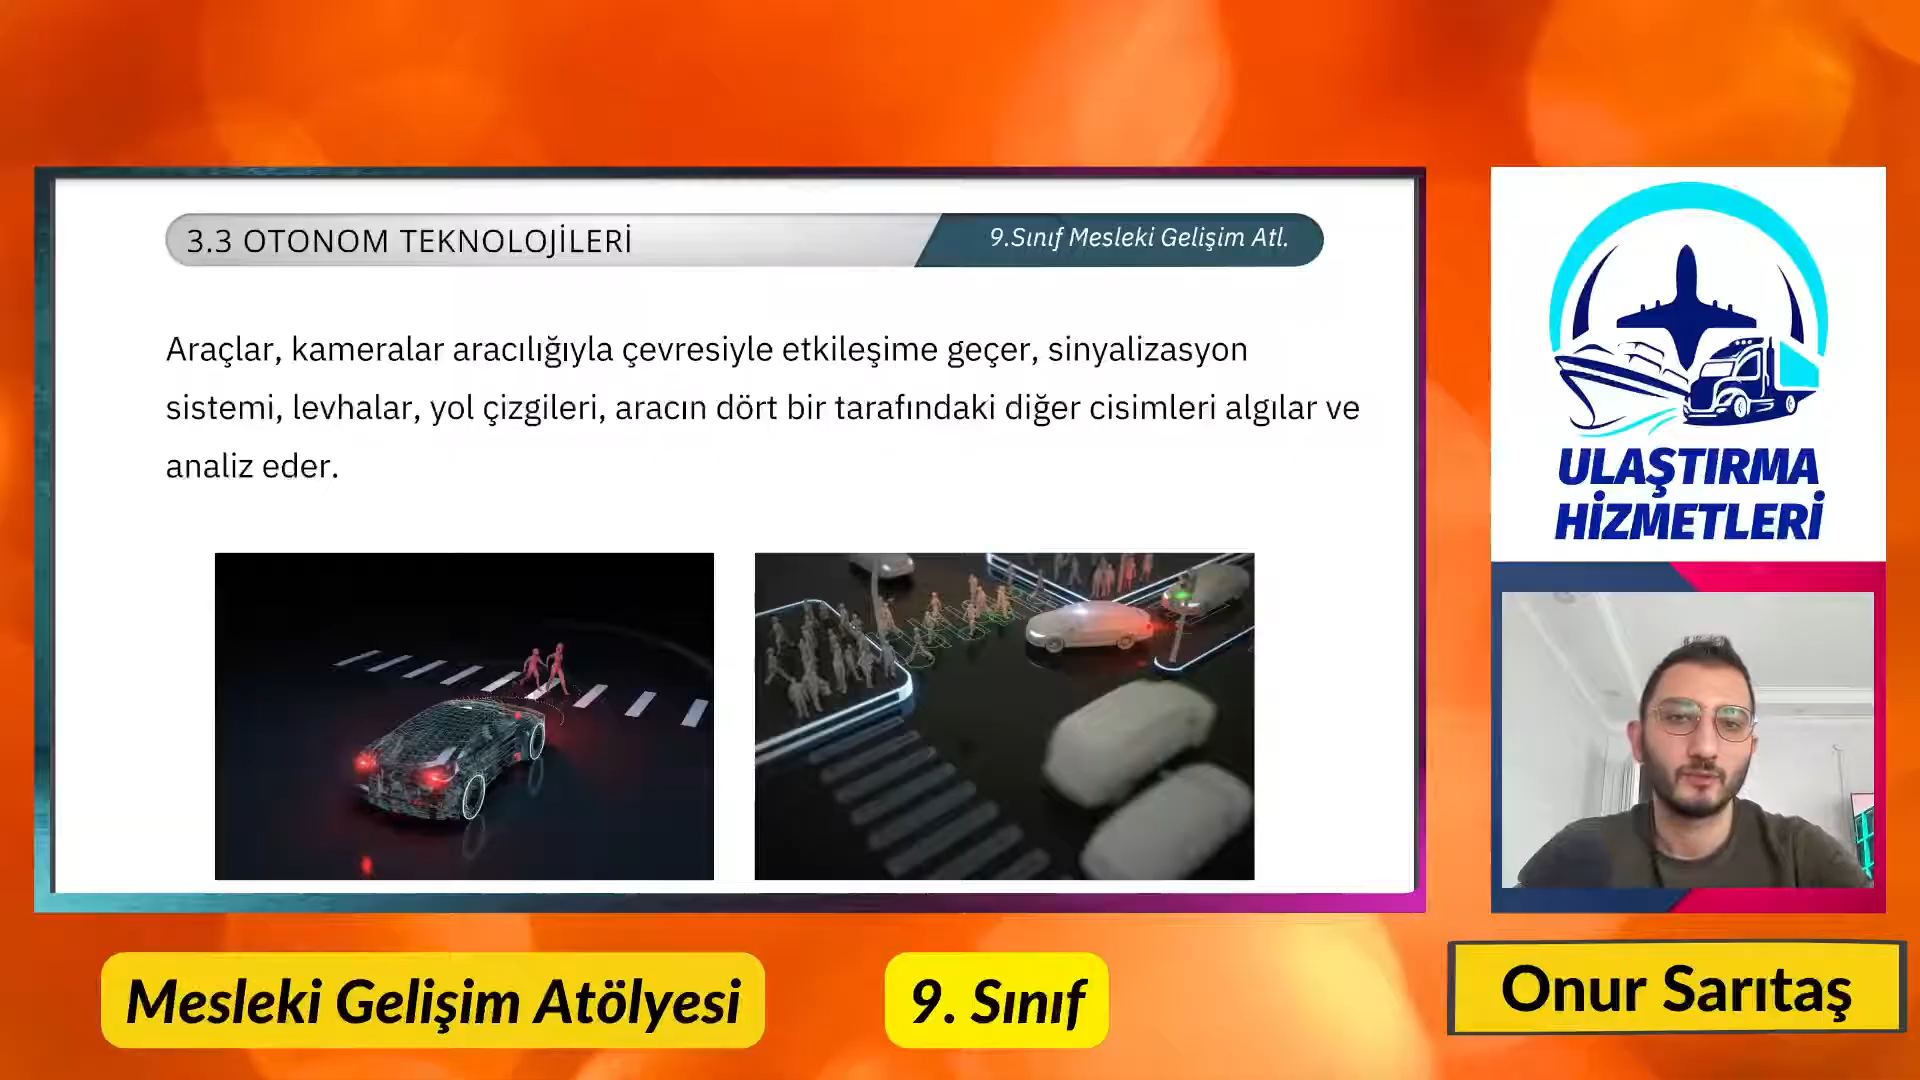 3.3 OTONOM TEKNOLOJİLERİ
9.Sınıf Mesleki Gelişim Atl.
Araçlar, kameralar aracılığıyla çevresiyle etkileşime geçer, sinyalizasyon
sistemi, levhalar, yol çizgileri, aracın dört bir tarafındaki diğer cisimleri algılar ve
analiz eder.
ULAŞTIRMA
HİZMETLERİ
Mesleki Gelişim Atölyesi
9. Sınıf
Onur Sarıtaş